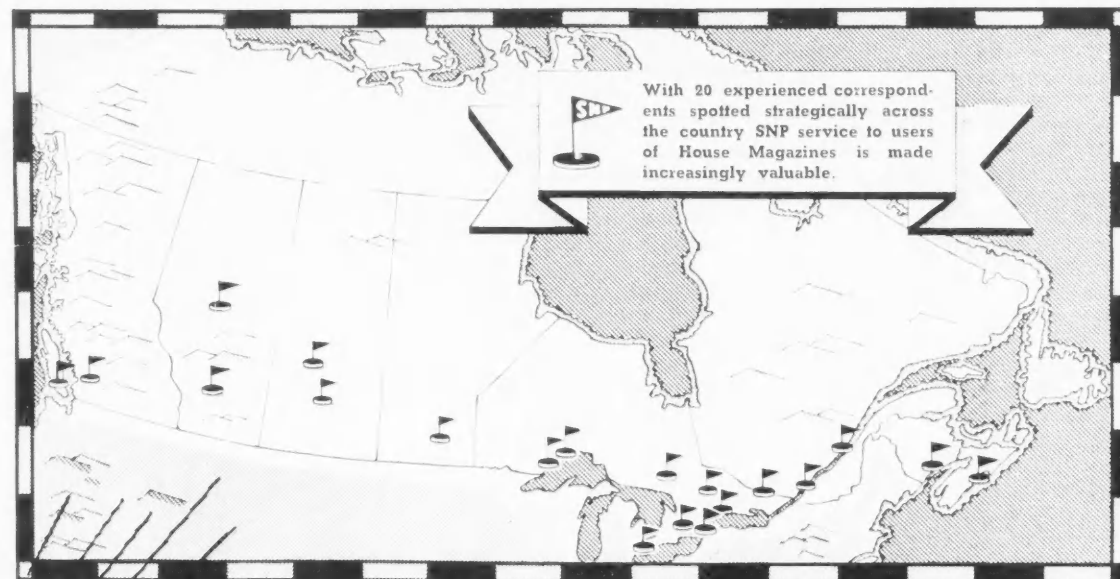 SNP
With 20 experienced correspond-
ents spotted strategically across
the country SNP service to users
of House Magazines is made
increasingly valuable.